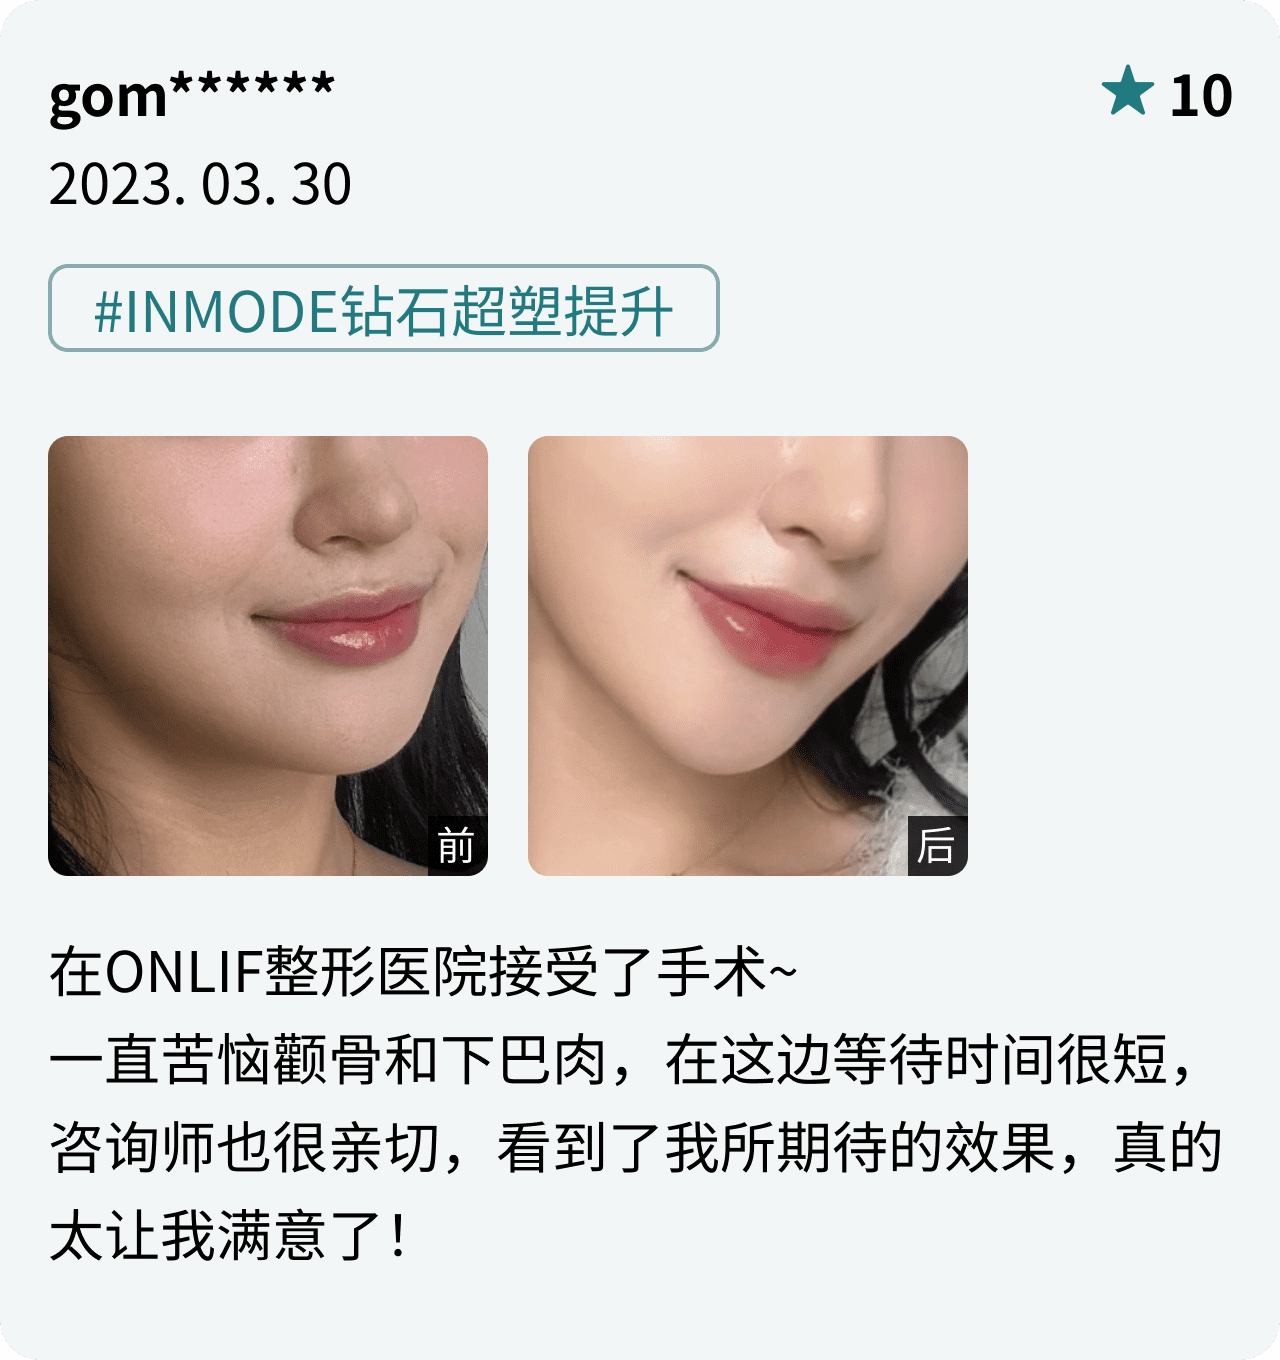 gom******
★ 10
2023. 03. 30
#INMODE钻石超塑提升
前
后
在ONLIF整形医院接受了手术~
一直苦恼颧骨和下巴肉，在这边等待时间很短，
咨询师也很亲切，看到了我所期待的效果，真的
太让我满意了！